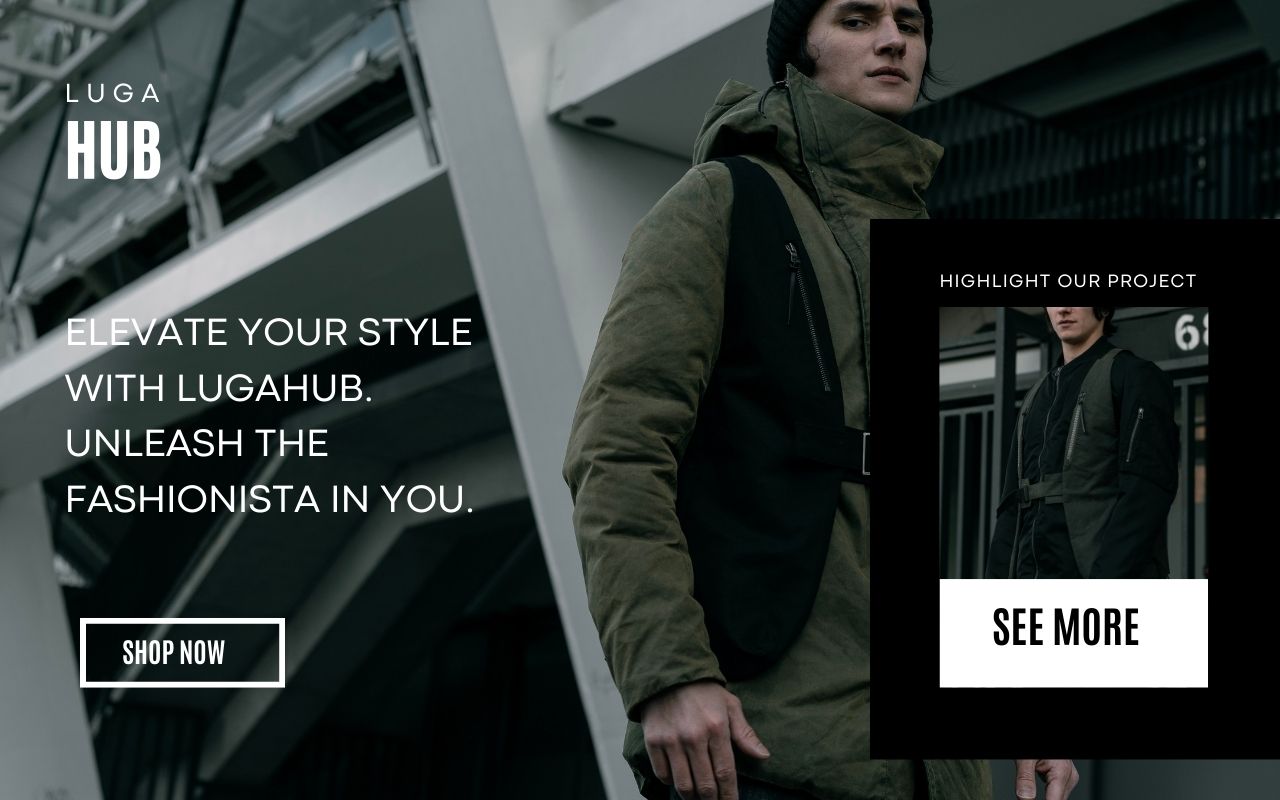 LUGA
HUB
ELEVATE YOUR STYLE
WITH LUGAHUB.
UNLEASH THE
FASHIONISTA IN YOU.
SHOP NOW
HIGHLIGHT OUR PROJECT
SEE MORE